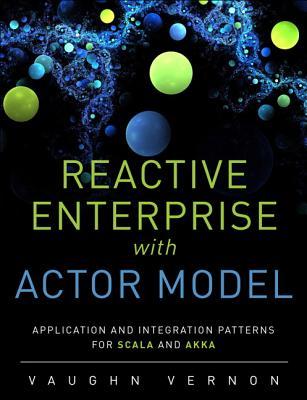 REACTIVE
ENTERPRISE
with
ACTOR MODEL
APPLICATION AND INTEGRATION PATTERNS
FOR SCALA AND AKKA
VAUGHN VERNON